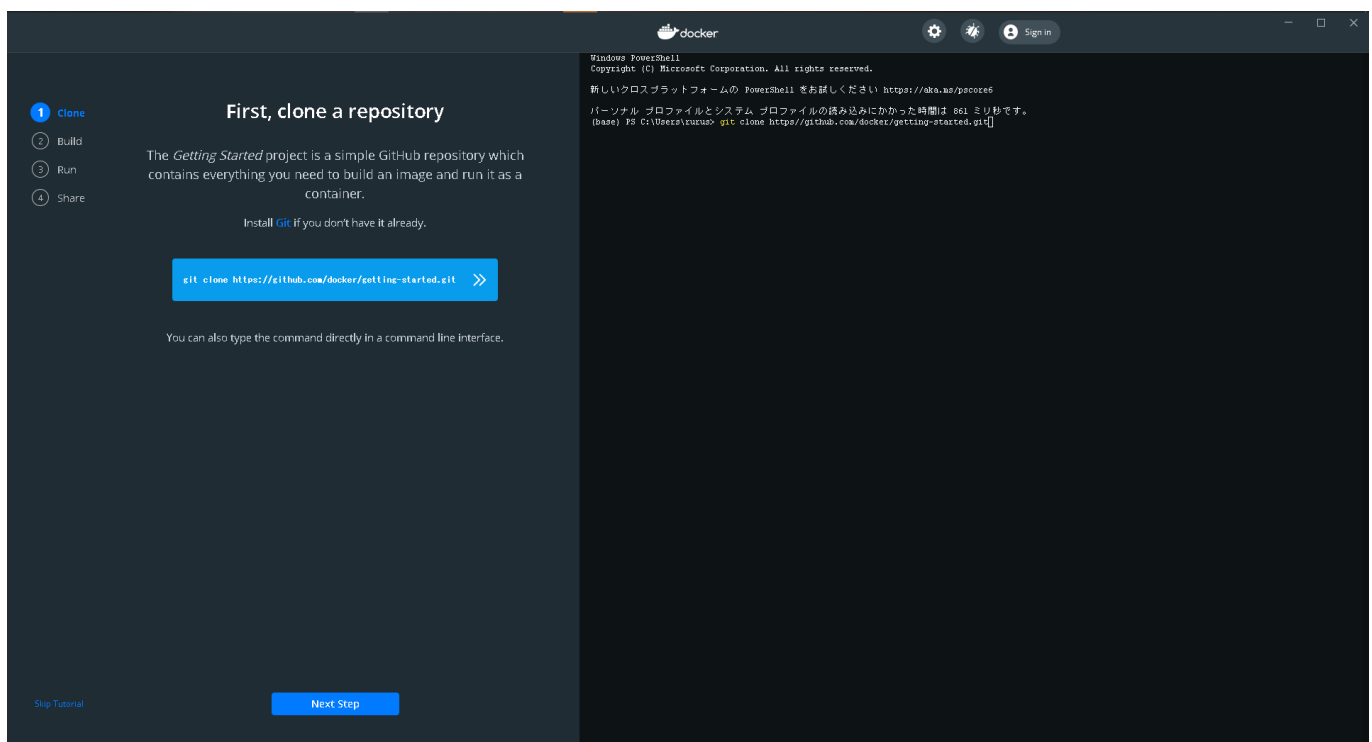 docker
Sign in
1 Clone
2 Build
3 Run
4 Share
First, clone a repository
The Getting Started project is a simple GitHub repository which
contains everything you need to build an image and run it as a
container.
Install Git if you don't have it already.
git clone https://github.com/docker/getting-started.git
You can also type the command directly in a command line interface.
Skip Tutorial
Next Step
Windows PowerShell
Copyright (C) Microsoft Corporation. All rights reserved.
新しいクロスプラットフォームの PowerShell をお試しください https://aka.ms/pscore6
パーソナル プロファイルとシステム プロファイルの読み込みにかかった時間は 861 ミリ秒です。
(base) PS C:\Users\rurus> git clone https//github.com/docker/getting-started.git